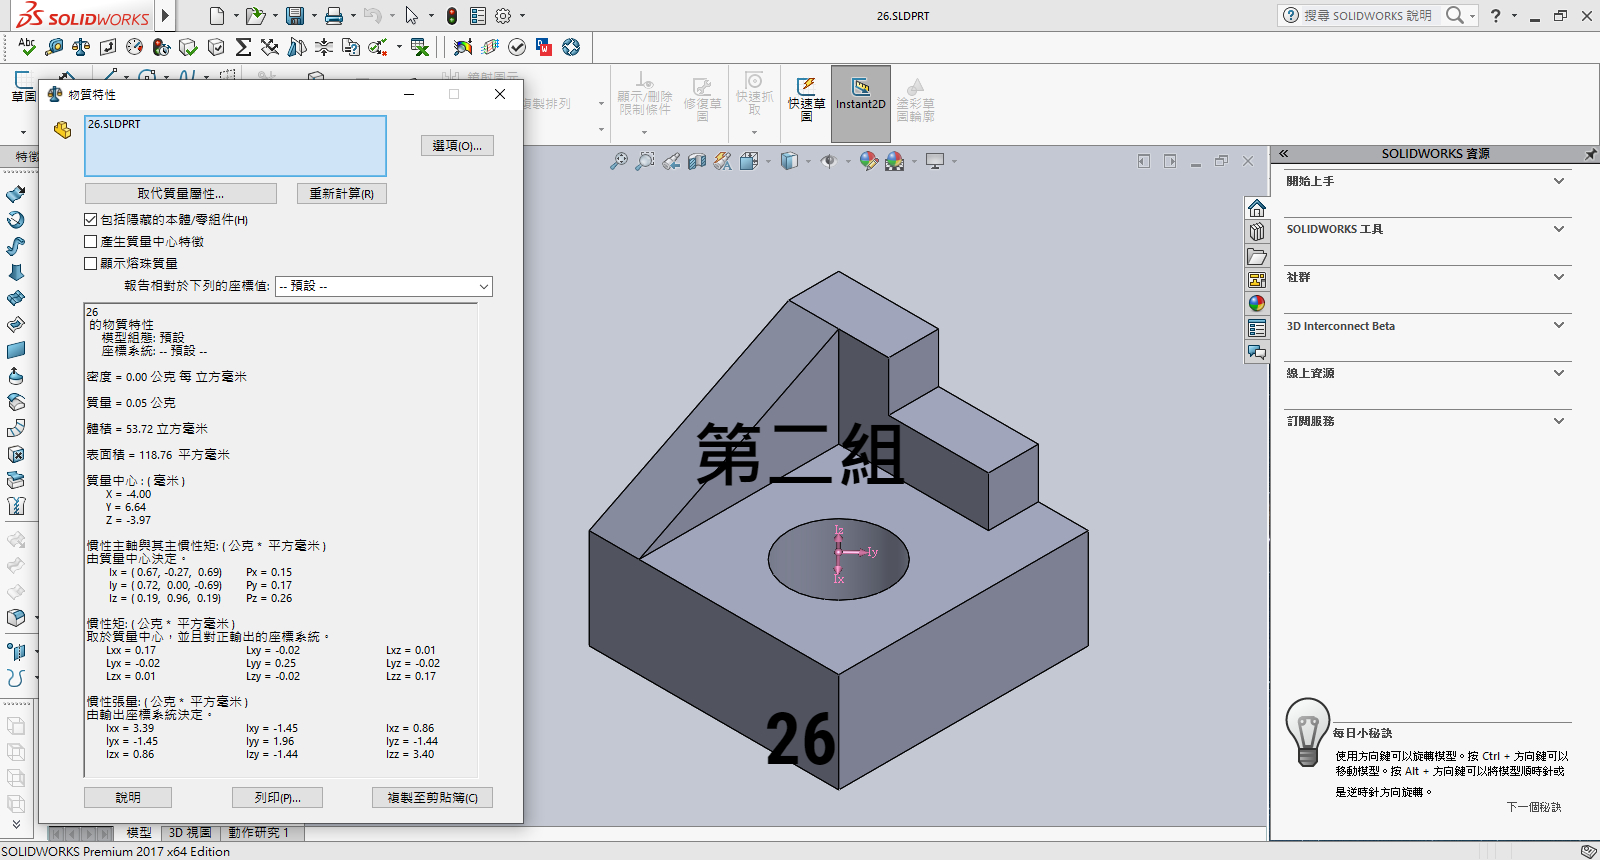 SOLIDWORKS
26.SLDPRT
搜尋 SOLIDWORKS 說明
?
Abc
草圖
鏡射圖元
複製排列
顯示/刪除限制條件
修復草圖
快速抓取
快速草圖
Instant2D
塗彩草圖輪廓
特徵
物質特性
26.SLDPRT
選項(O)...
取代質量屬性...
重新計算(R)
包括隱藏的本體/零組件(H)
產生質量中心特徵
顯示熔珠質量
報告相對於下列的座標值:
-- 預設 --
26
的物質特性
模型組態: 預設
座標系統: -- 預設 --
密度 = 0.00 公克 每 立方毫米
質量 = 0.05 公克
體積 = 53.72 立方毫米
表面積 = 118.76 平方毫米
質量中心 : ( 毫米 )
X = -4.00
Y = 6.64
Z = -3.97
慣性主軸與其主慣性矩: ( 公克 * 平方毫米 )
由質量中心決定。
Ix = ( 0.67, -0.27, 0.69) Px = 0.15
Iy = ( 0.72, 0.00, -0.69) Py = 0.17
Iz = ( 0.19, 0.96, 0.19) Pz = 0.26
慣性矩: ( 公克 * 平方毫米 )
取於質量中心，並且對正輸出的座標系統。
Lxx = 0.17 Lxy = -0.02 Lxz = 0.01
Lyx = -0.02 Lyy = 0.25 Lyz = -0.02
Lzx = 0.01 Lzy = -0.02 Lzz = 0.17
慣性張量: ( 公克 * 平方毫米 )
由輸出座標系統決定。
Ixx = 3.39 Ixy = -1.45 Ixz = 0.86
Iyx = -1.45 Iyy = 1.96 Iyz = -1.44
Izx = 0.86 Izy = -1.44 Izz = 3.40
說明
列印(P)...
複製至剪貼簿(C)
第二組
Iz
Iy
Ix
26
SOLIDWORKS 資源
開始上手
SOLIDWORKS 工具
社群
3D Interconnect Beta
線上資源
訂閱服務
每日小秘訣
使用方向鍵可以旋轉模型。按 Ctrl + 方向鍵可以
移動模型。按 Alt + 方向鍵可以將模型順時針或
是逆時針方向旋轉。
下一個秘訣
模型
3D 視圖
動作研究 1
SOLIDWORKS Premium 2017 x64 Edition